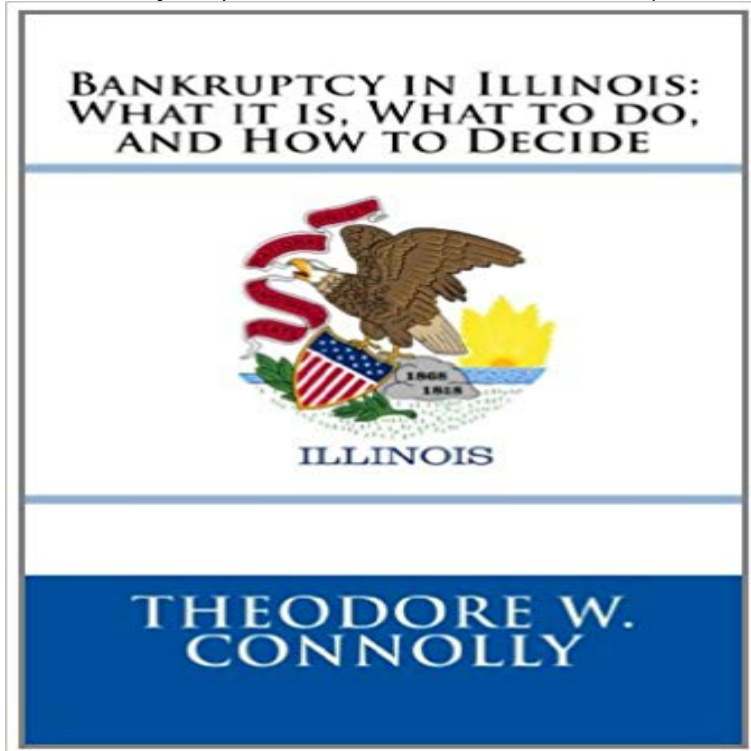 BANKRUPTCY IN ILLINOIS:
WHAT IT IS, WHAT TO DO,
AND HOW TO DECIDE
1868
1818
ILLINOIS
THEODORE W.
CONNOLLY